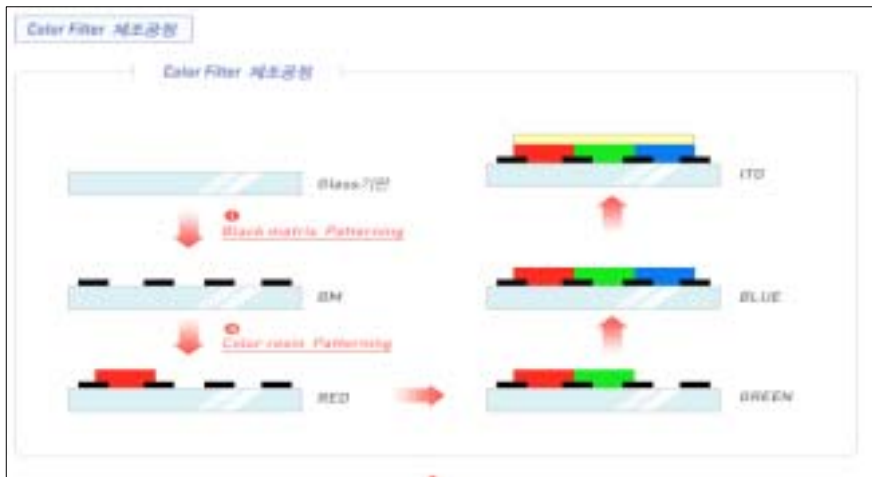 Color Filter 제조공정
Color Filter 제조공정
Glass기판
1
Black matrix Patterning
BM
Color resin Patterning
RED
GREEN
BLUE
ITO